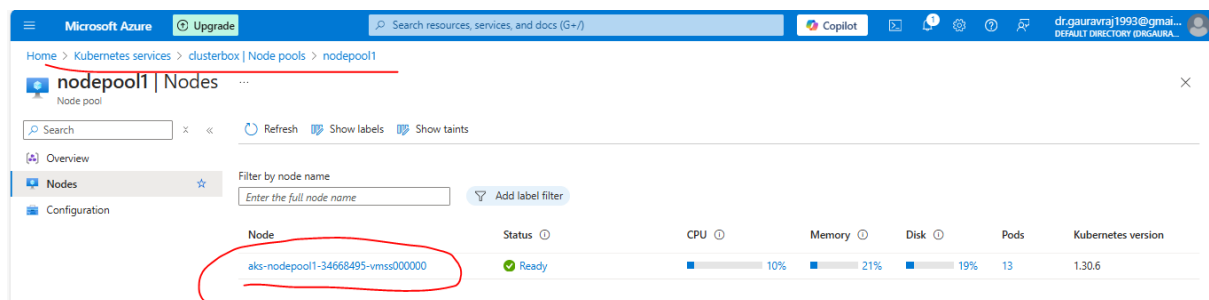 Microsoft Azure Upgrade Search resources, services, and docs (G+/) Copilot 1 dr.gauravraj1993@gmai...
DEFAULT DIRECTORY (DRGAURA...
Home > Kubernetes services > clusterbox | Node pools > nodepool1
nodepool1 | Nodes ...
Node pool
Search Refresh Show labels Show taints
Overview
Nodes
Configuration
Filter by node name
Enter the full node name Add label filter
Node Status CPU Memory Disk Pods Kubernetes version
aks-nodepool1-34668495-vmss000000 Ready 10% 21% 19% 13 1.30.6